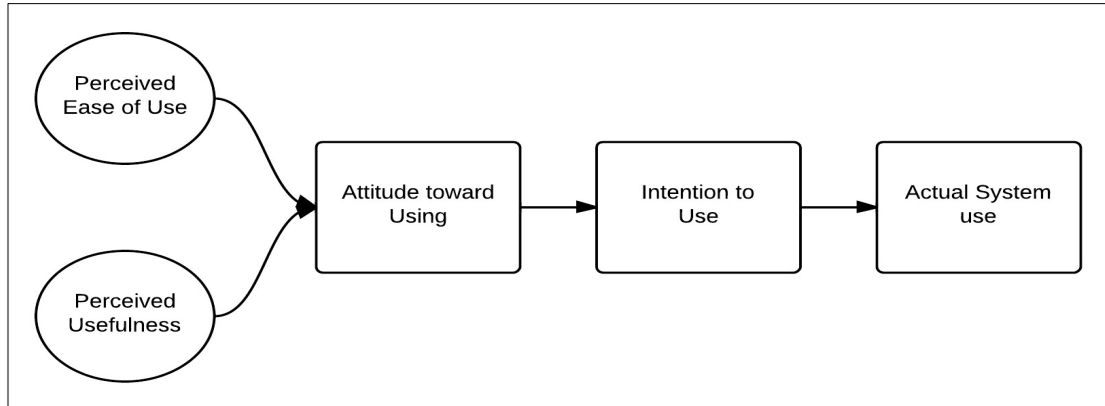 Perceived
Ease of Use
Attitude toward
Using
Intention to
Use
Actual System
use
Perceived
Usefulness